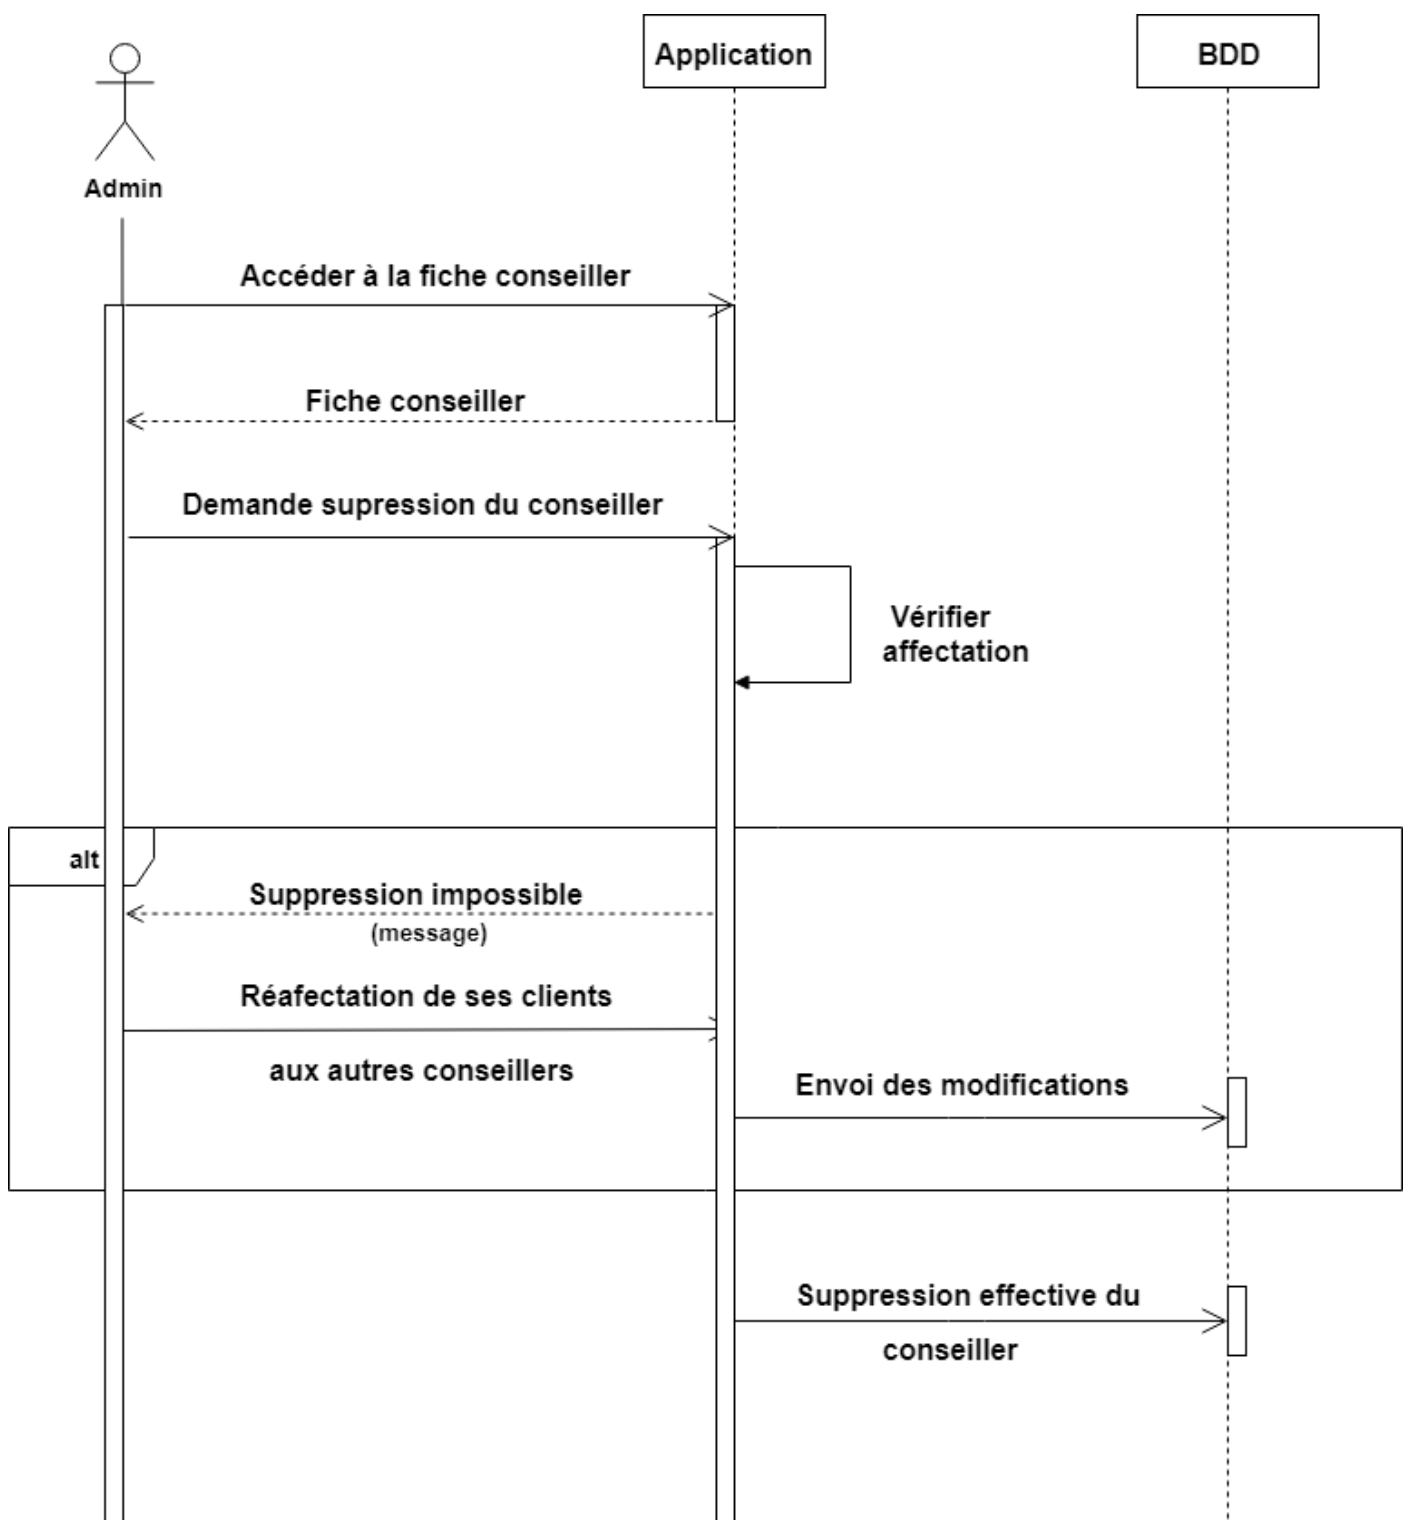 Application
BDD
Admin
Accéder à la fiche conseiller
Fiche conseiller
Demande supression du conseiller
Vérifier
affectation
alt
Suppression impossible
(message)
Réafectation de ses clients
aux autres conseillers
Envoi des modifications
Suppression effective du
conseiller